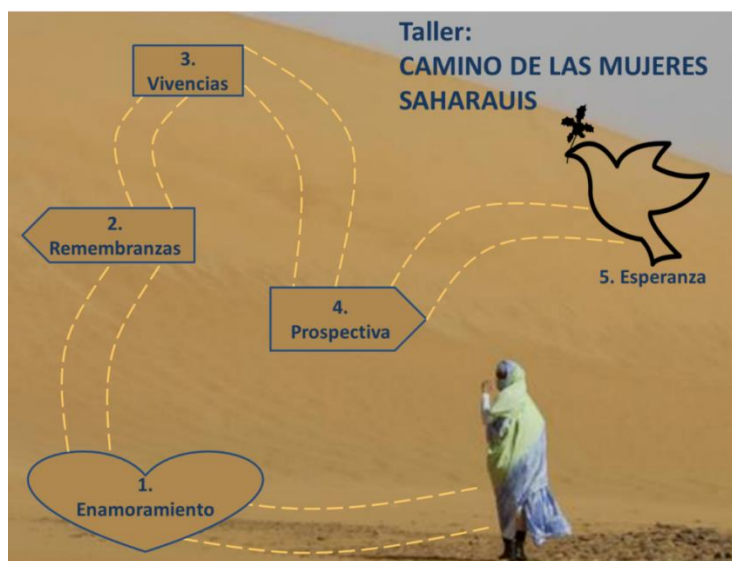 Taller:
CAMINO DE LAS MUJERES
SAHARAUIS
3.
Vivencias
2.
Remembranzas
4.
Prospectiva
5. Esperanza
1.
Enamoramiento